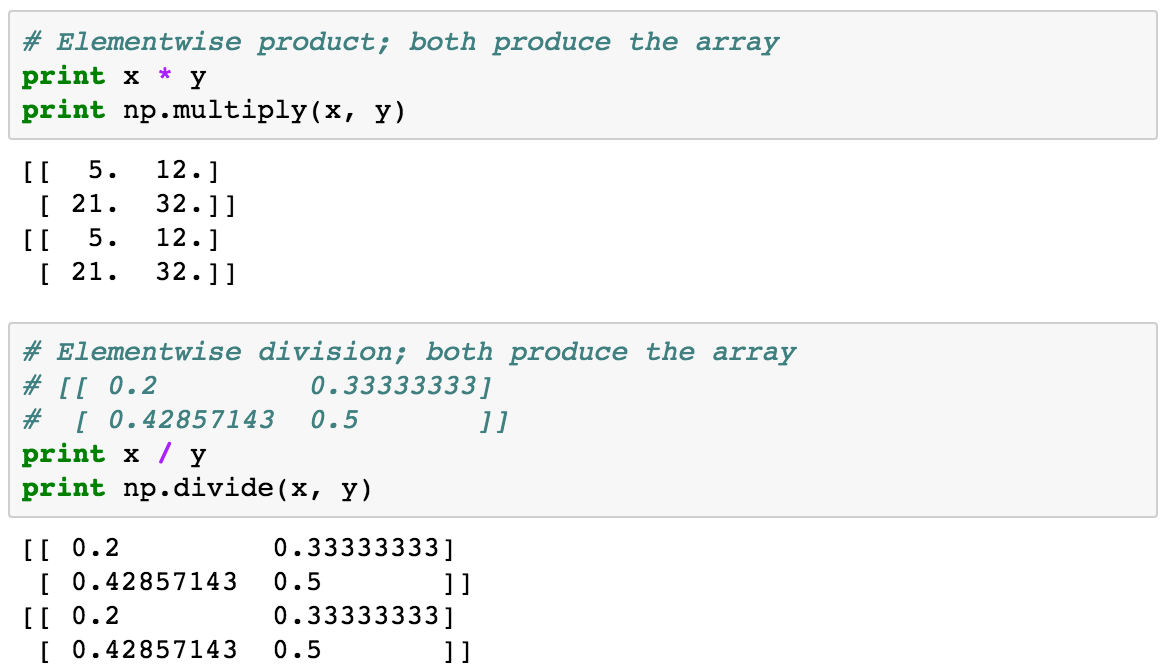 # Elementwise product; both produce the array
print x * y
print np.multiply(x, y)
[[  5.  12.]
 [ 21.  32.]]
[[  5.  12.]
 [ 21.  32.]]
# Elementwise division; both produce the array
# [[ 0.2         0.33333333]
#  [ 0.42857143  0.5       ]]
print x / y
print np.divide(x, y)
[[ 0.2         0.33333333]
 [ 0.42857143  0.5       ]]
[[ 0.2         0.33333333]
 [ 0.42857143  0.5       ]]